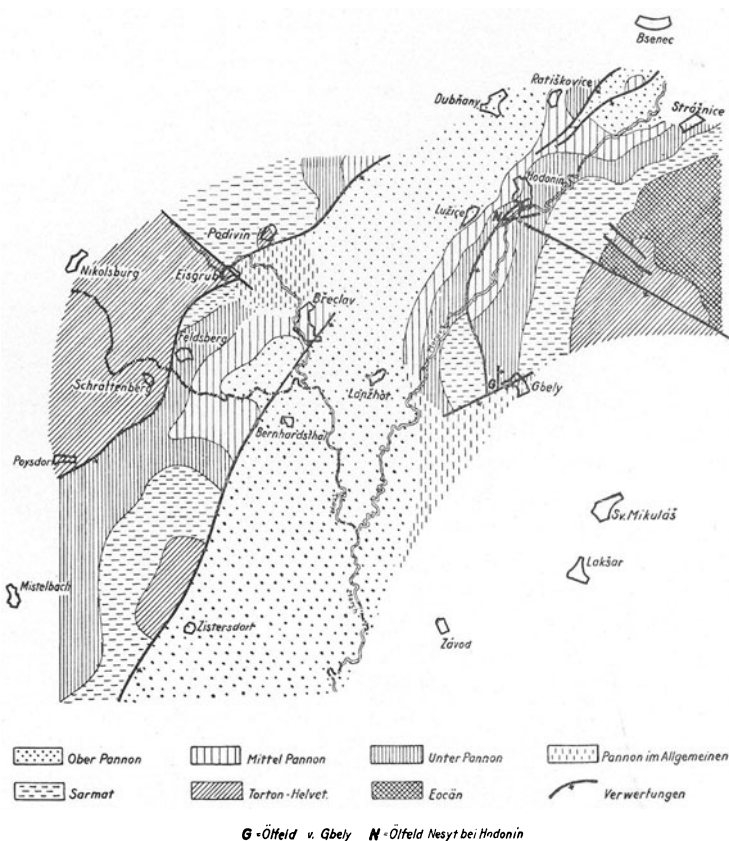 Bsenec
Ratiškovice
Dubňany
Strážnice
Hodonín
Lužice
N
Podivín
Nikolsburg
Eisgrub
Břeclav
Feldsberg
Schrattenberg
Lanžhot
G
Gbely
Bernhardsthal
Poysdorf
Sv. Mikuláš
Lakšar
Mistelbach
Zistersdorf
Závod
Ober Pannon Mittel Pannon Unter Pannon Pannon im Allgemeinen
Sarmat Torton-Helvet. Eocän Verwertungen
G = Ölfeld v. Gbely N = Ölfeld Nesyt bei Hodonín